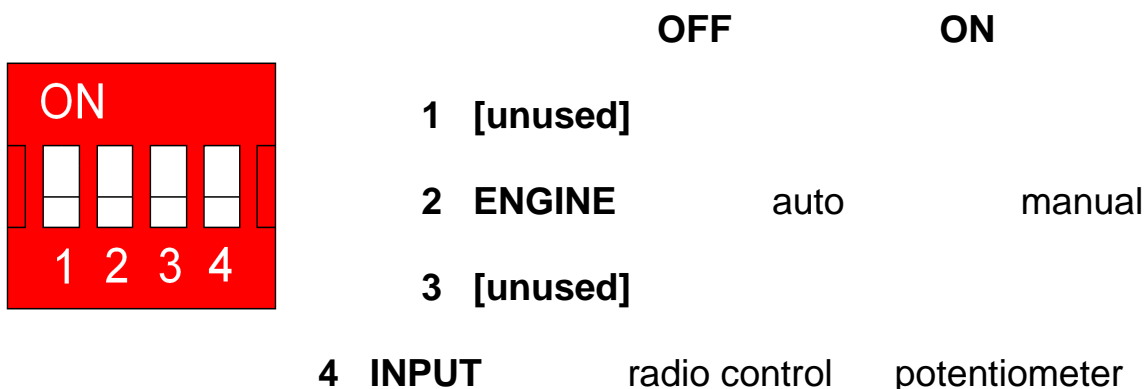 OFF ON
ON
1 [unused]
2 ENGINE auto manual
1 2 3 4
3 [unused]
4 INPUT radio control potentiometer